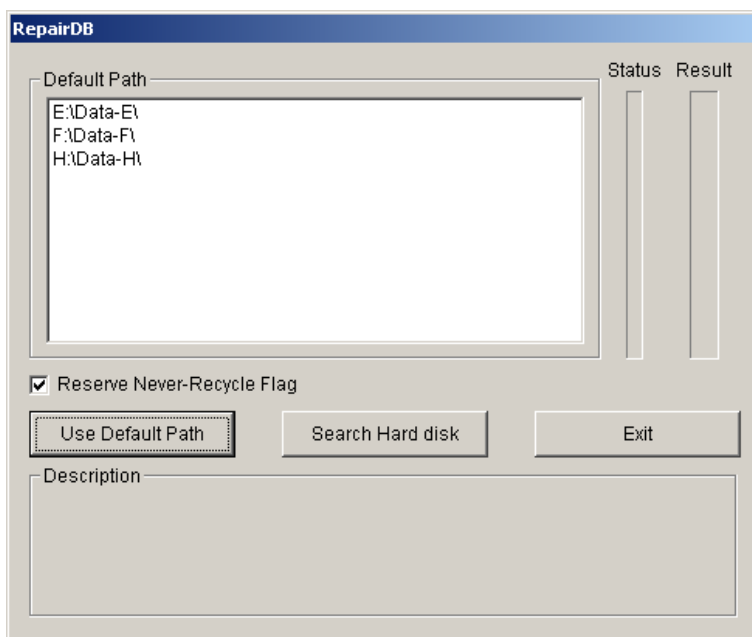 RepairDB
Default Path
Status Result
E:\Data-E\
F:\Data-F\
H:\Data-H\
Reserve Never-Recycle Flag
Use Default Path
Search Hard disk
Exit
Description